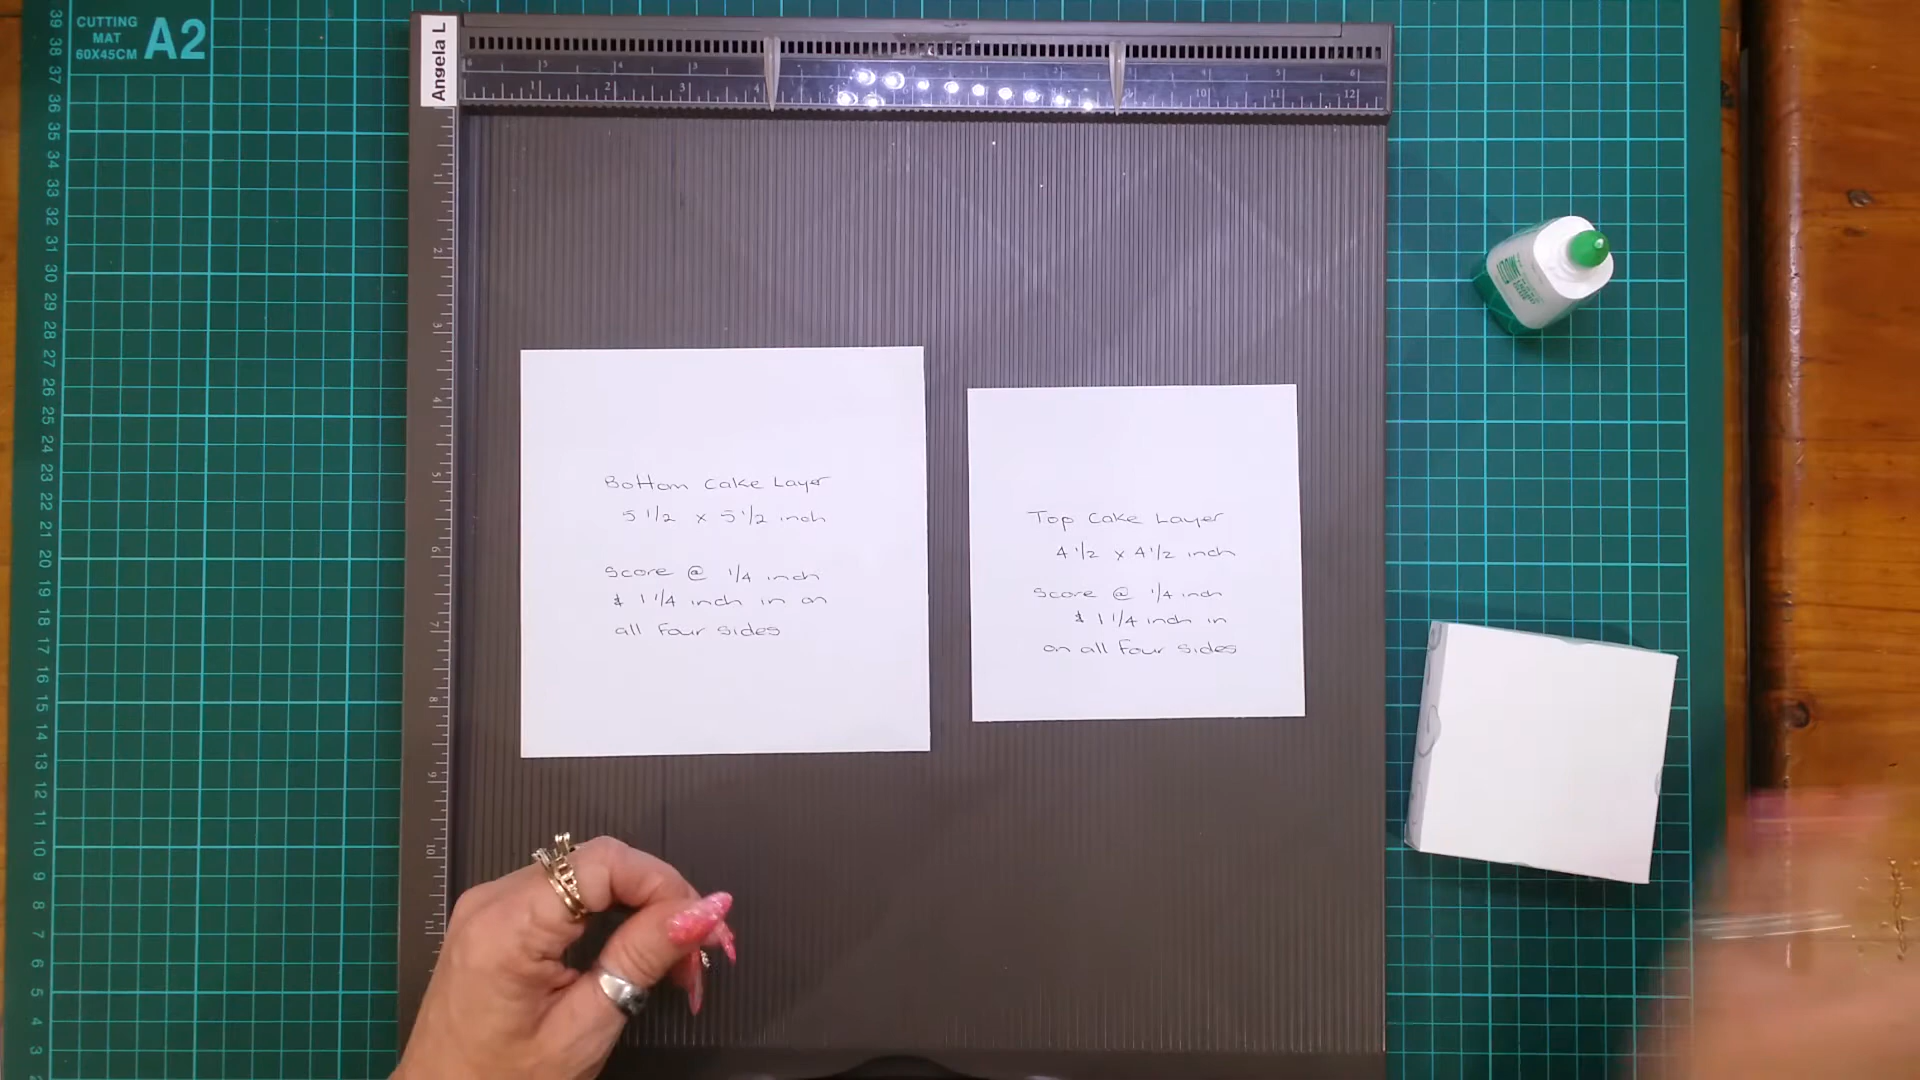 CUTTING
MAT
60X45CM
A2
Angela L
Bottom Cake Layer
5 1/2 x 5 1/2 inch
Score @ 1/4 inch
& 1 1/4 inch in on
all four sides
Top Cake Layer
4 1/2 x 4 1/2 inch
Score @ 1/4 inch
& 1 1/4 inch in
on all four sides